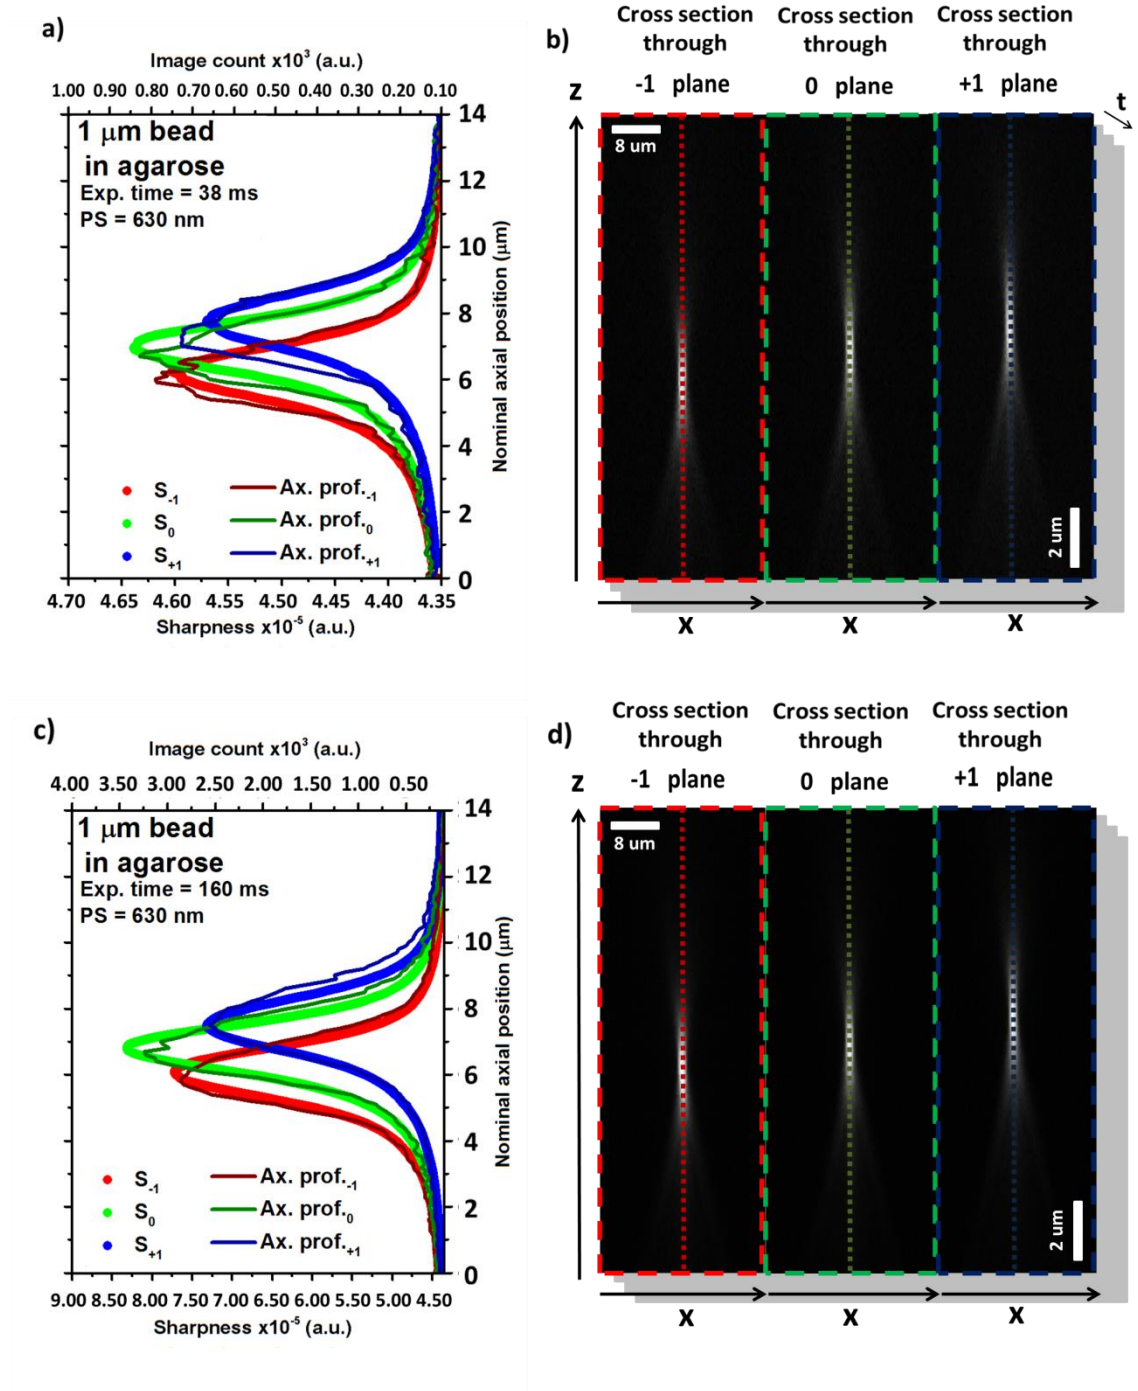 a)
Image count x10³ (a.u.)
1.00 0.90 0.80 0.70 0.60 0.50 0.40 0.30 0.20 0.10
1 μm bead
in agarose
Exp. time = 38 ms
PS = 630 nm
14
12
10
8
6
4
2
0
Nominal axial position (μm)
S-1 Ax. prof.-1
S0 Ax. prof.0
S+1 Ax. prof.+1
4.70 4.65 4.60 4.55 4.50 4.45 4.40 4.35
Sharpness x10⁻⁵ (a.u.)
b)
Cross section through -1 plane
Cross section through 0 plane
Cross section through +1 plane
z
t
8 um
2 um
x x x
c)
Image count x10³ (a.u.)
4.00 3.50 3.00 2.50 2.00 1.50 1.00 0.50
1 μm bead
in agarose
Exp. time = 160 ms
PS = 630 nm
14
12
10
8
6
4
2
0
Nominal axial position (μm)
S-1 Ax. prof.-1
S0 Ax. prof.0
S+1 Ax. prof.+1
9.00 8.50 8.00 7.50 7.00 6.50 6.00 5.50 5.00 4.50
Sharpness x10⁻⁵ (a.u.)
d)
Cross section through -1 plane
Cross section through 0 plane
Cross section through +1 plane
z
8 um
2 um
x x x